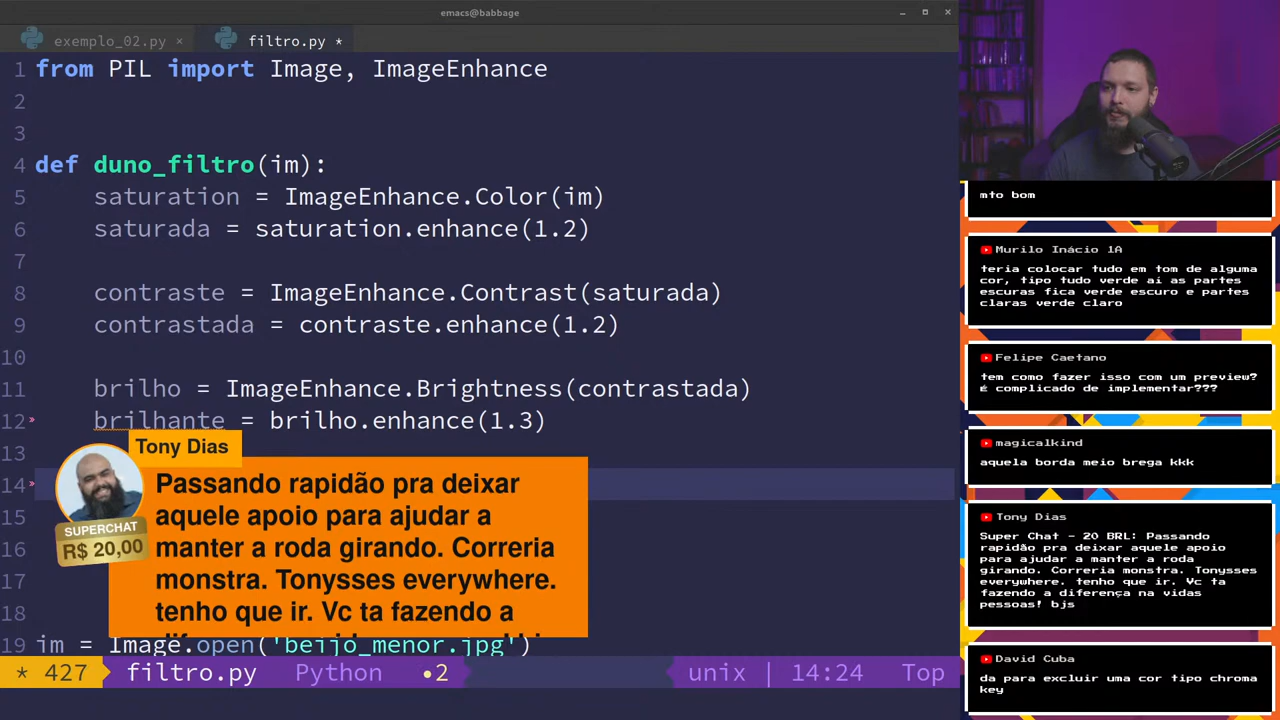 emacs@babbage
exemplo_02.py ×
filtro.py *
1 from PIL import Image, ImageEnhance
2
3
4 def duno_filtro(im):
5 saturation = ImageEnhance.Color(im)
6 saturada = saturation.enhance(1.2)
7
8 contraste = ImageEnhance.Contrast(saturada)
9 contrastada = contraste.enhance(1.2)
10
11 brilho = ImageEnhance.Brightness(contrastada)
12 brilhante = brilho.enhance(1.3)
13
14
15
16
17
18
19 im = Image.open('beijo_menor.jpg')
Tony Dias
SUPERCHAT
R$ 20,00
Passando rapidão pra deixar
aquele apoio para ajudar a
manter a roda girando. Correria
monstra. Tonysses everywhere.
tenho que ir. Vc ta fazendo a
* 427 filtro.py Python •2 unix | 14:24 Top
mto bom
Murilo Inácio 1A
teria colocar tudo em tom de alguma
cor, tipo tudo verde aí as partes
escuras fica verde escuro e partes
claras verde claro
Felipe Caetano
tem como fazer isso com um preview?
É complicado de implementar???
magicalkind
aquela borda meio brega kkk
Tony Dias
Super Chat - 20 BRL: Passando
rapidão pra deixar aquele apoio
para ajudar a manter a roda
girando. Correria monstra. Tonysses
everywhere. tenho que ir. Vc ta
fazendo a diferença na vidas
pessoas! bjs
David Cuba
da para excluir uma cor tipo chroma
key